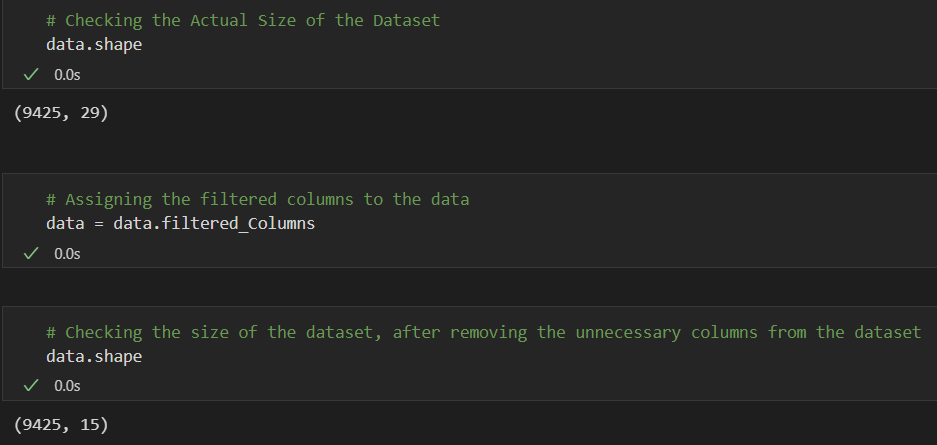 # Checking the Actual Size of the Dataset
data.shape
0.0s
(9425, 29)
# Assigning the filtered columns to the data
data = data.filtered_Columns
0.0s
# Checking the size of the dataset, after removing the unnecessary columns from the dataset
data.shape
0.0s
(9425, 15)